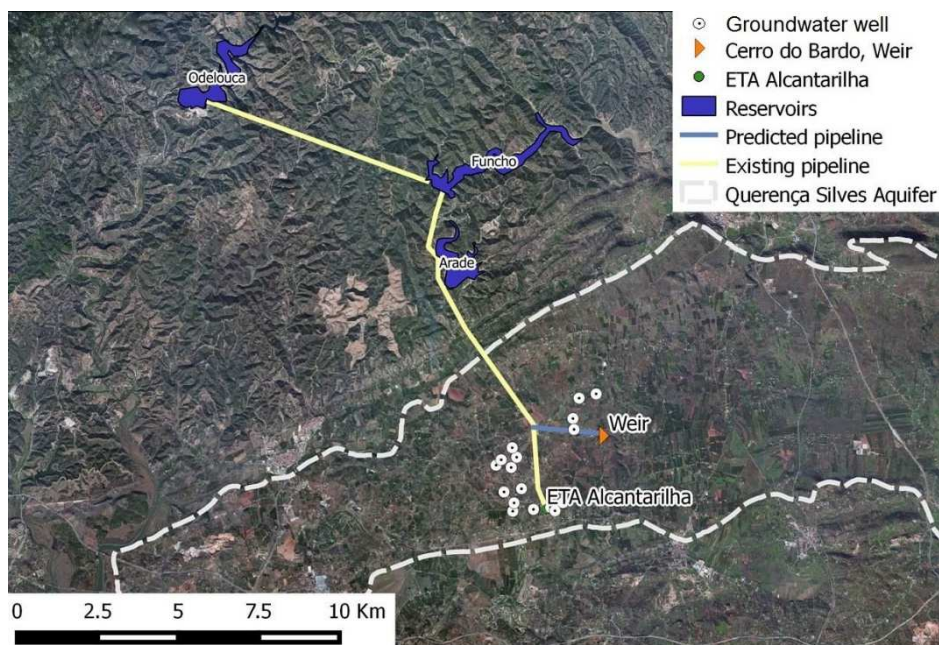 Groundwater well
Cerro do Bardo, Weir
ETA Alcantarilha
Reservoirs
Predicted pipeline
Existing pipeline
Querença Silves Aquifer
Odelouca
Funcho
Arade
Weir
ETA Alcantarilha
0 2.5 5 7.5 10 Km